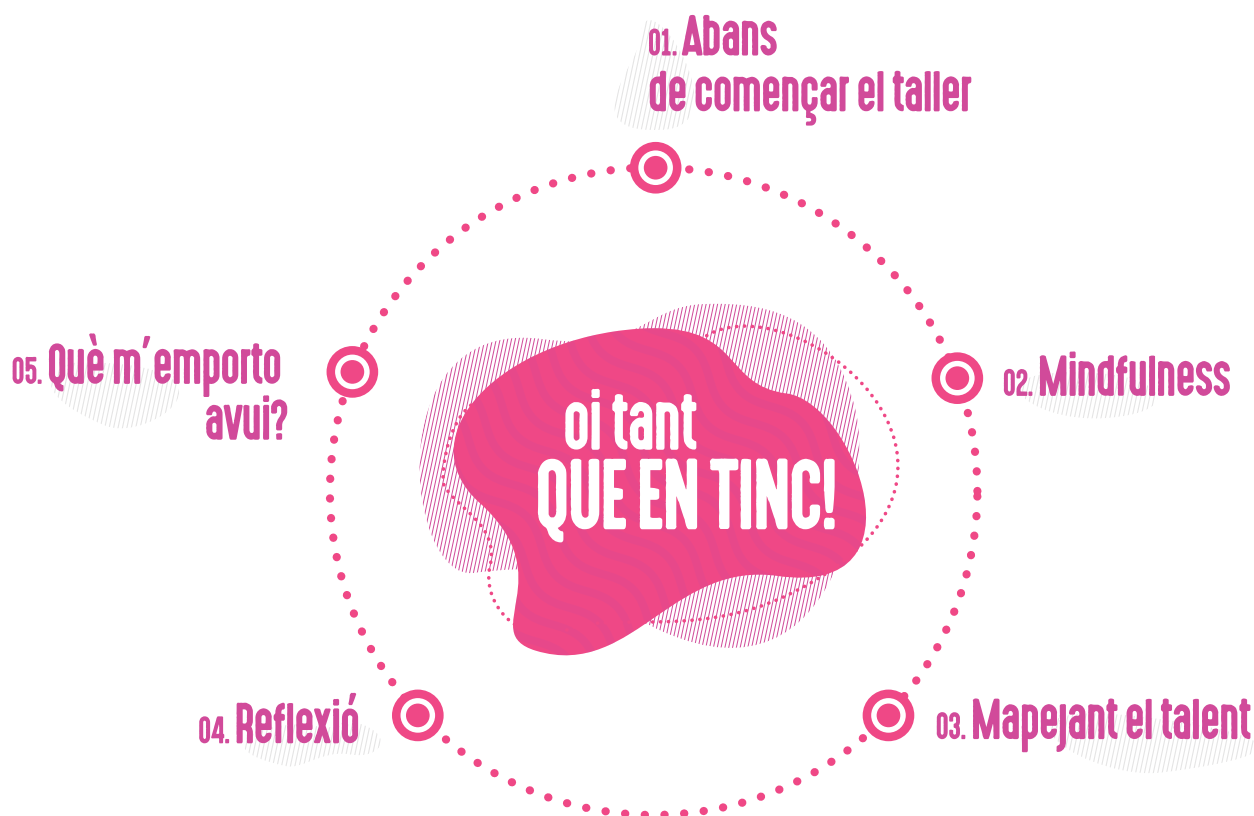 01. Abans
de començar el taller
02. Mindfulness
03. Mapejant el talent
04. Reflexió
05. Què m´emporto
avui?
oi tant
QUE EN TINC!